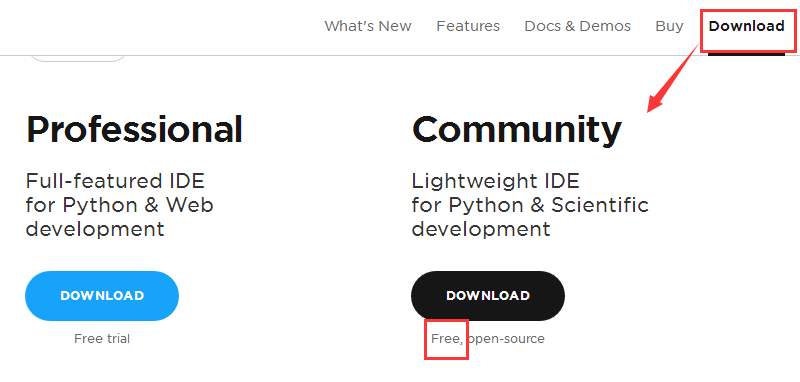 What's New Features Docs & Demos Buy Download
Professional
Full-featured IDE
for Python & Web
development
DOWNLOAD
Free trial
Community
Lightweight IDE
for Python & Scientific
development
DOWNLOAD
Free, open-source